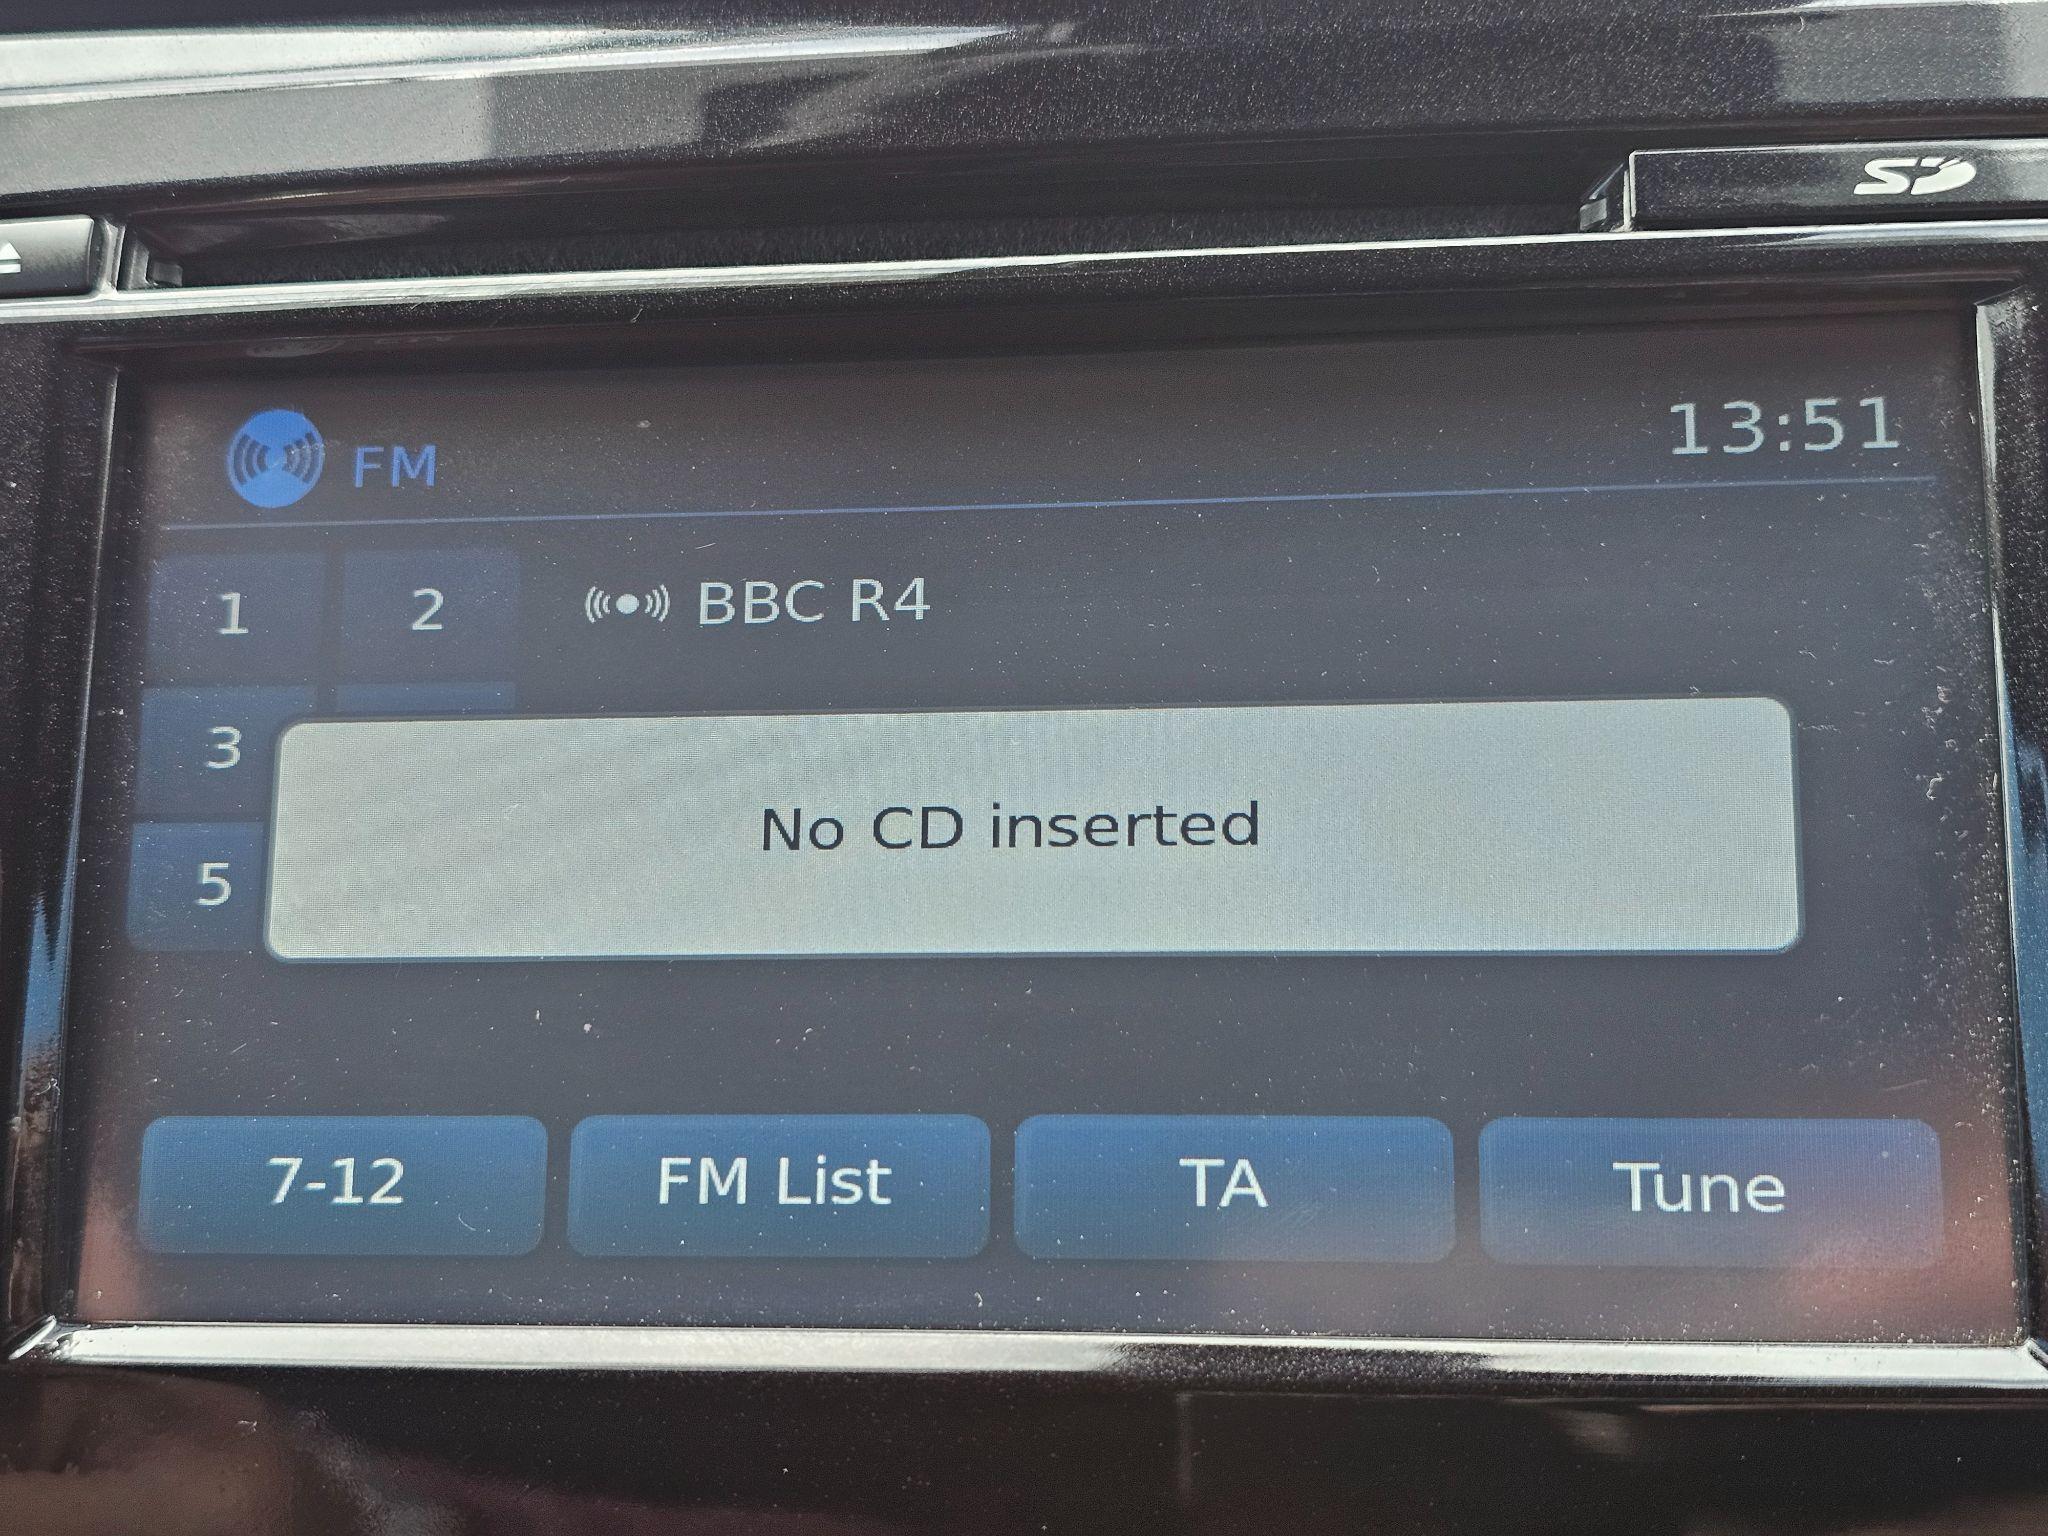 SD
FM
13:51
1
2
BBC R4
3
No CD inserted
5
7-12
FM List
TA
Tune